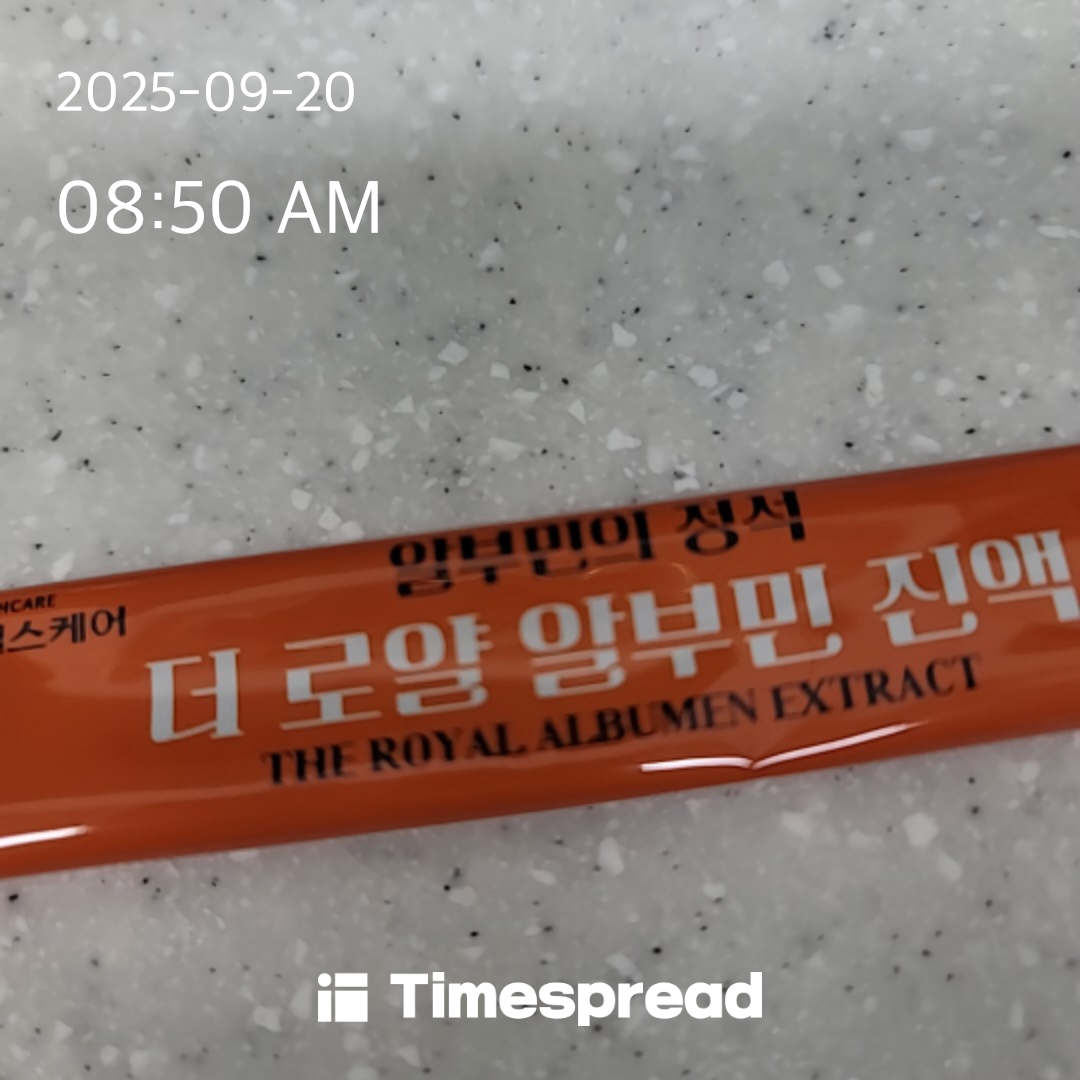 2025-09-20
08:50 AM
알부민의 정석
HCARE
스케어
더 로얄 알부민 진액
THE ROYAL ALBUMEN EXTRACT
Timespread